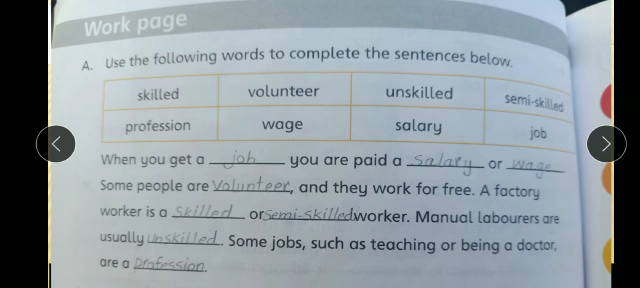 Work page
A. Use the following words to complete the sentences below.
skilled volunteer unskilled semi-skilled
profession wage salary job
When you get a job you are paid a salary or wage
Some people are Volunteer, and they work for free. A factory
worker is a skilled or semi-skilled worker. Manual labourers are
usually unskilled. Some jobs, such as teaching or being a doctor,
are a profession.